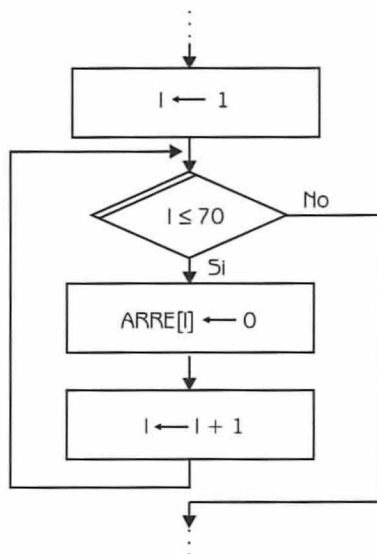 I ← 1
I ≤ 70
No
Si
ARRE[I] ← 0
I ← I + 1